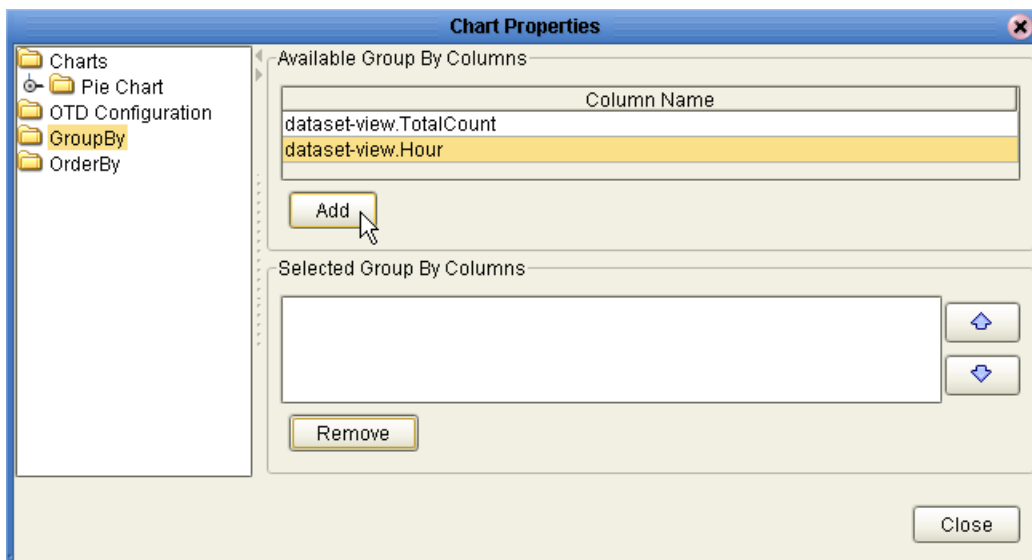 Chart Properties
Charts
Pie Chart
OTD Configuration
GroupBy
OrderBy
Available Group By Columns
Column Name
dataset-view.TotalCount
dataset-view.Hour
Add
Selected Group By Columns
Remove
Close